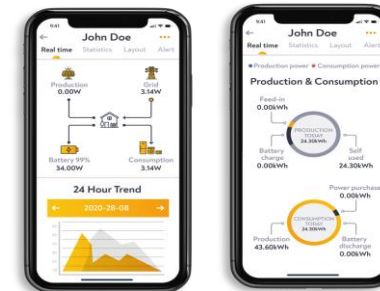 9:41
John Doe
Real time Statistics Layout Alert
Production
0.00W
Grid
3.14W
Battery 99%
34.00W
Consumption
3.14W
24 Hour Trend
2020-28-08
9:41
John Doe
Real time Statistics Layout Alert
Production power Consumption power
Production & Consumption
Feed-in
0.00kWh
PRODUCTION
TODAY
24.30kWh
Battery
charge
0.00kWh
Self
used
24.30kWh
Power purchase
0.00kWh
CONSUMPTION
TODAY
24.30kWh
Production
43.60kWh
Battery
discharge
0.00kWh